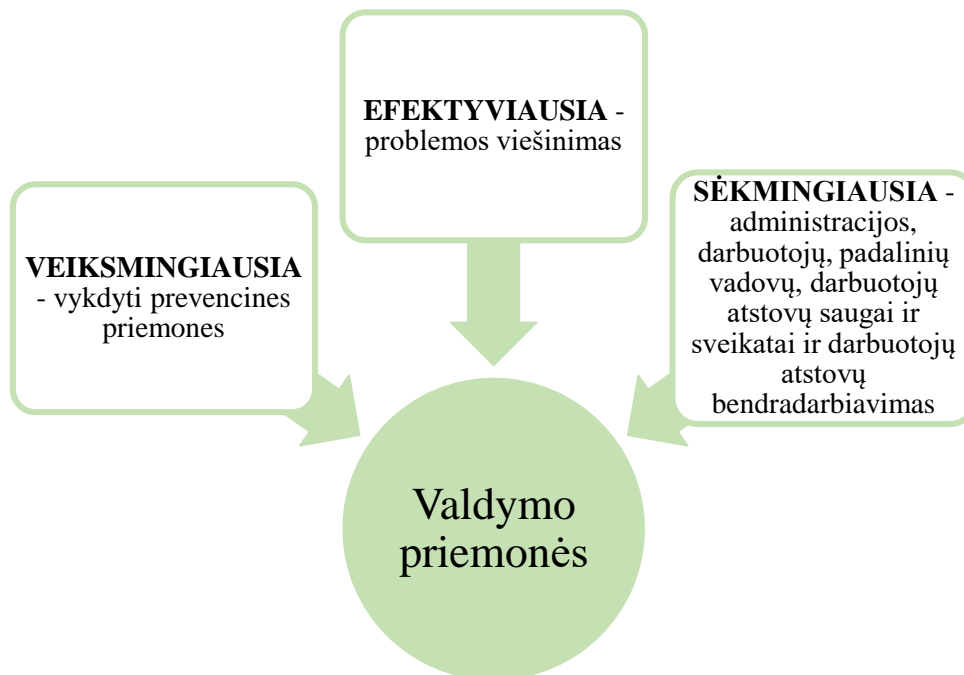 VEIKSMINGIAUSIA
- vykdyti prevencines
priemones
EFEKTYVIAUSIA -
problemos viešinimas
SĖKMINGIAUSIA -
administracijos,
darbuotojų, padalinių
vadovų, darbuotojų
atstovų saugai ir
sveikatai ir darbuotojų
atstovų
bendradarbiavimas
Valdymo
priemonės